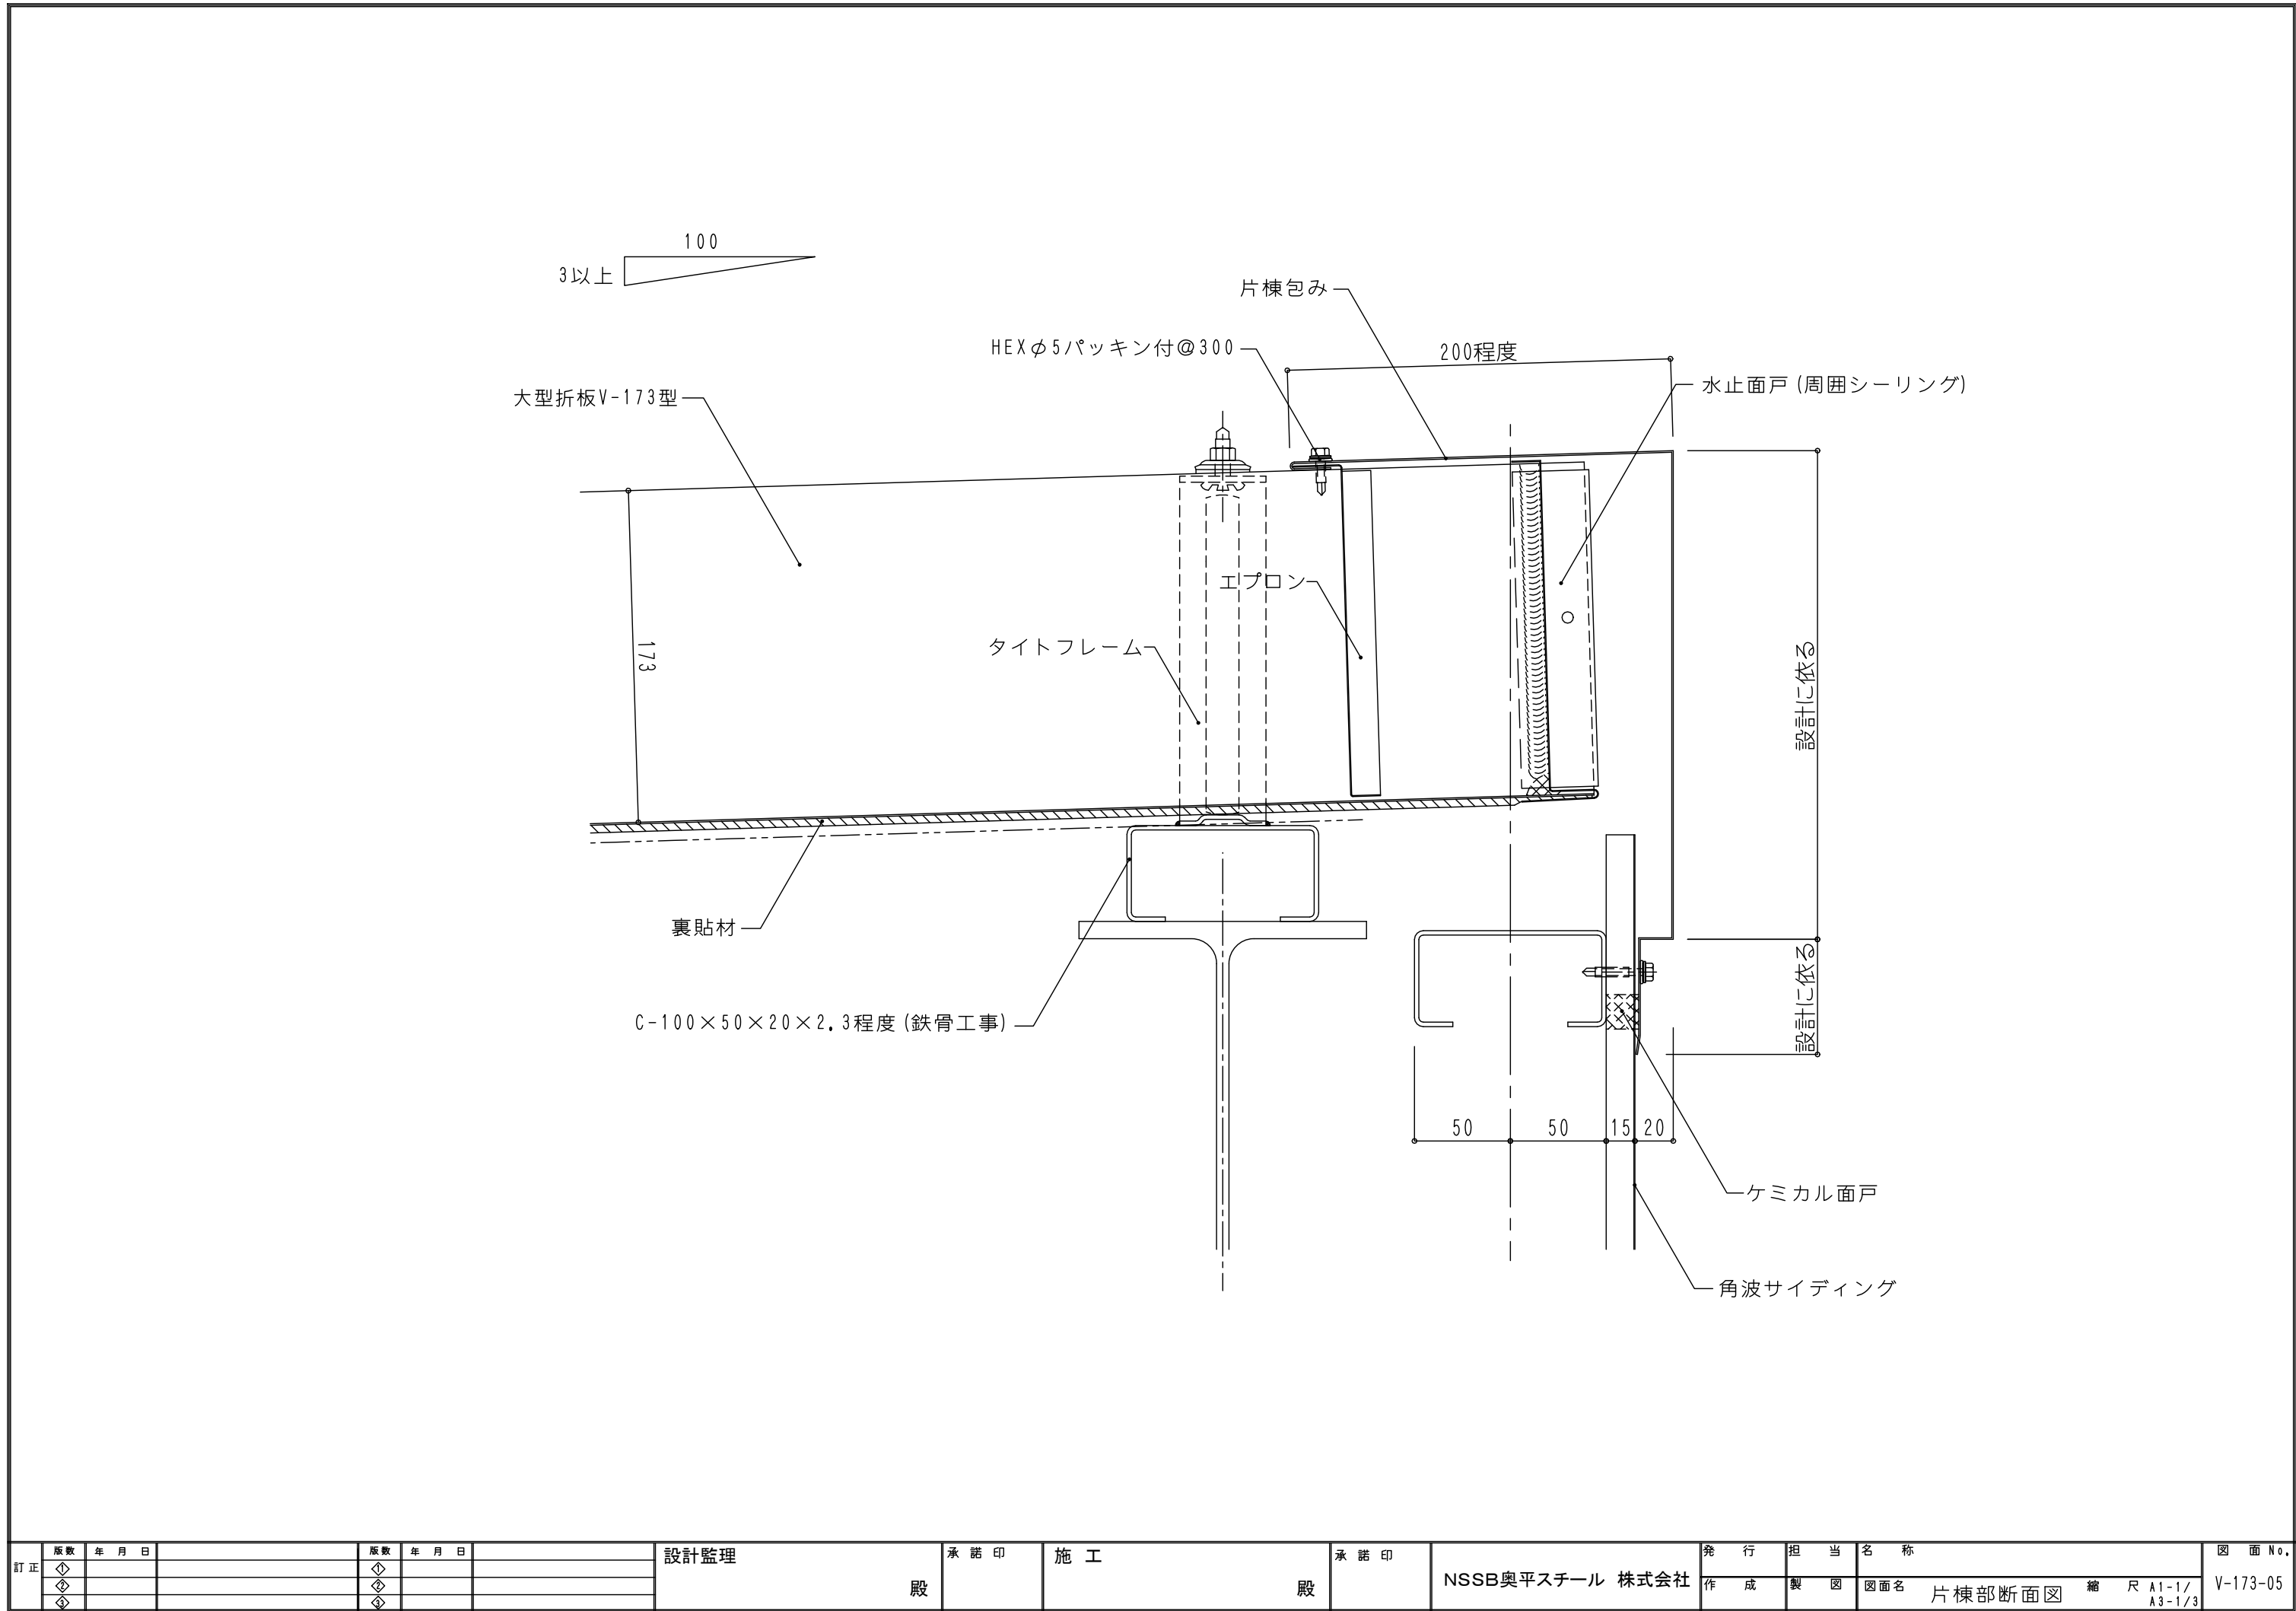 100
3以上
片棟包み
HEXφ5パッキン付@300
200程度
水止面戸(周囲シーリング)
大型折板V-173型
エプロン
タイトフレーム
173
設計に依る
裏貼材
設計に依る
C-100×50×20×2.3程度(鉄骨工事)
50 50 15 20
ケミカル面戸
角波サイディング
訂正
版数 年 月 日
1
2
3
版数 年 月 日
1
2
3
設計監理
殿
承諾印
施工
殿
承諾印
NSSB奥平スチール 株式会社
発行 担当 名称
作成 製図 図面名 片棟部断面図 縮尺 A1-1/
A3-1/3
図面No.
V-173-05